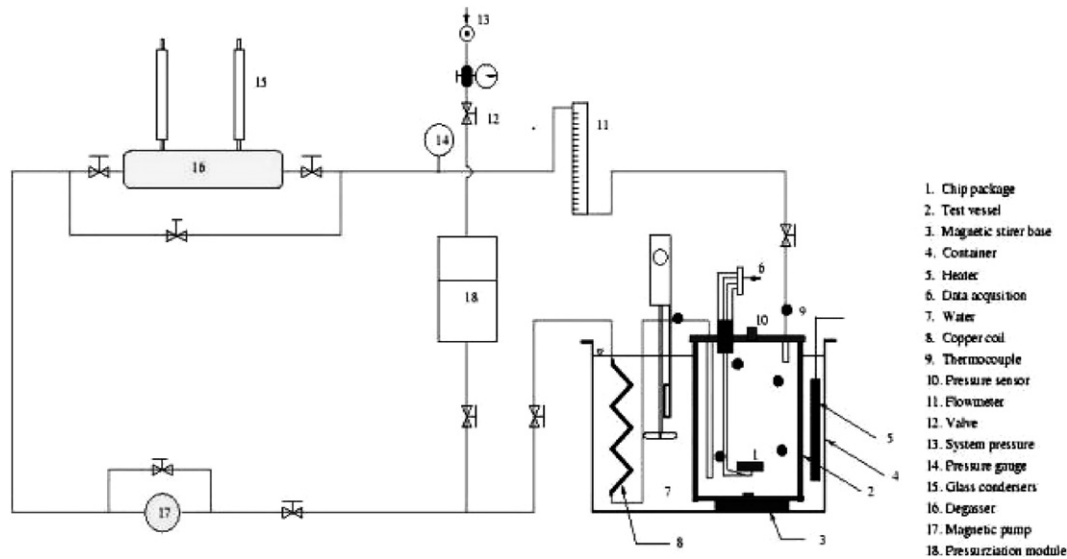 13
15
12
11
14
16
6
18
9
10
1
5
4
7
2
17
8
3
1. Chip package
2. Test vessel
3. Magnetic stirer base
4. Container
5. Heater
6. Data acqusition
7. Water
8. Copper coil
9. Thermocouple
10. Pressure sensor
11. Flowmeter
12. Valve
13. System pressure
14. Pressure gauge
15. Glass condersers
16. Degasser
17. Magnetic pump
18. Pressurziation module